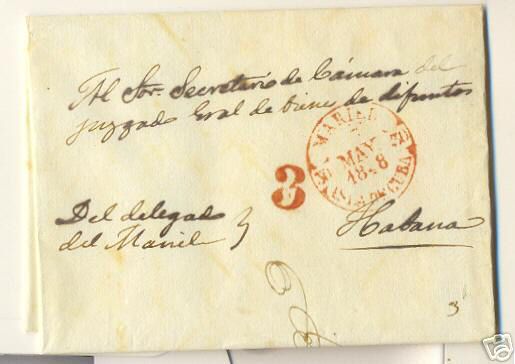 Al Sor. Secretario de Cámara del
juzgado Gral de bienes de difuntos
MARIEL
MAY.
ISLA DE CUBA
3
Del delegado
del Mariel
Habana
3